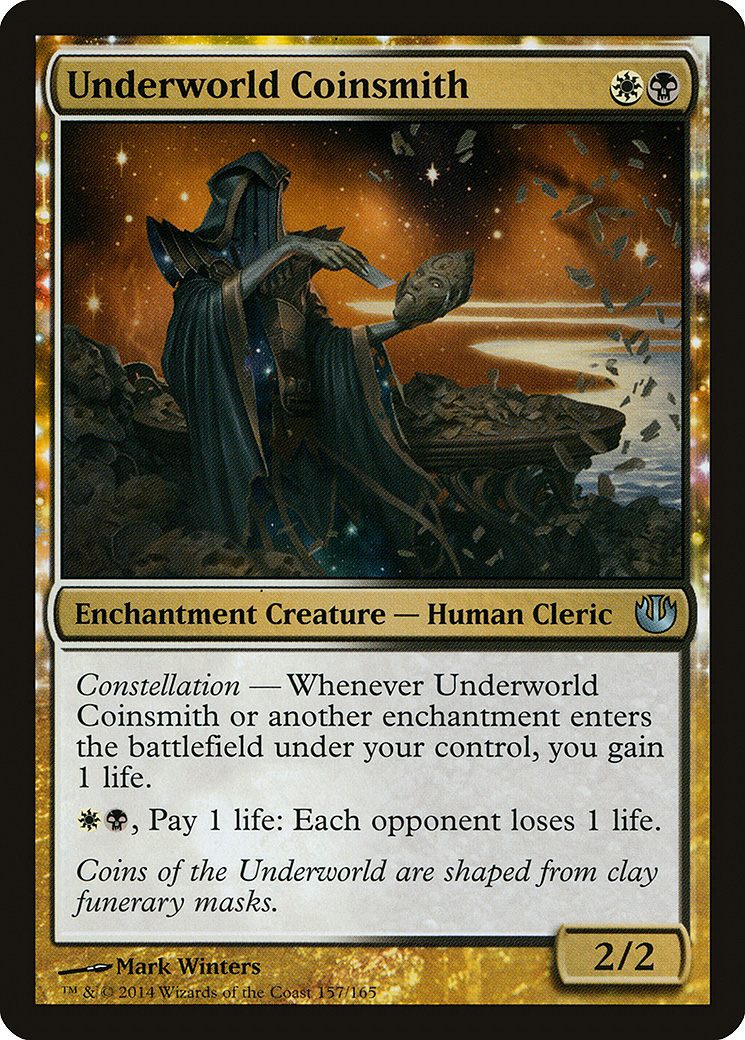 Underworld Coinsmith
Enchantment Creature — Human Cleric
Constellation — Whenever Underworld
Coinsmith or another enchantment enters
the battlefield under your control, you gain
1 life.
, Pay 1 life: Each opponent loses 1 life.
Coins of the Underworld are shaped from clay
funerary masks.
2/2
Mark Winters
™ & © 2014 Wizards of the Coast 157/165